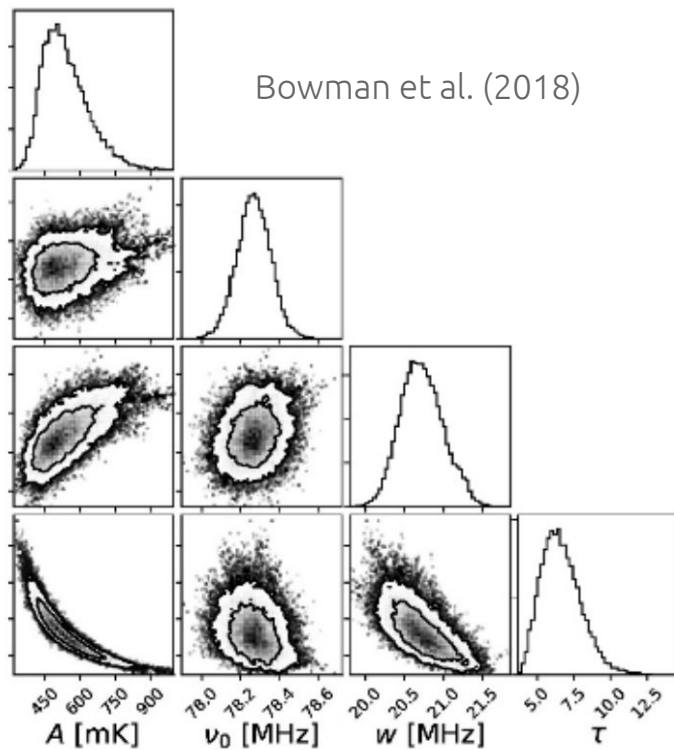 Bowman et al. (2018)
450 600 750 900
78.0 78.2 78.4 78.6
20.0 20.5 21.0 21.5
5.0 7.5 10.0 12.5
A [mK]
ν₀ [MHz]
w [MHz]
τ